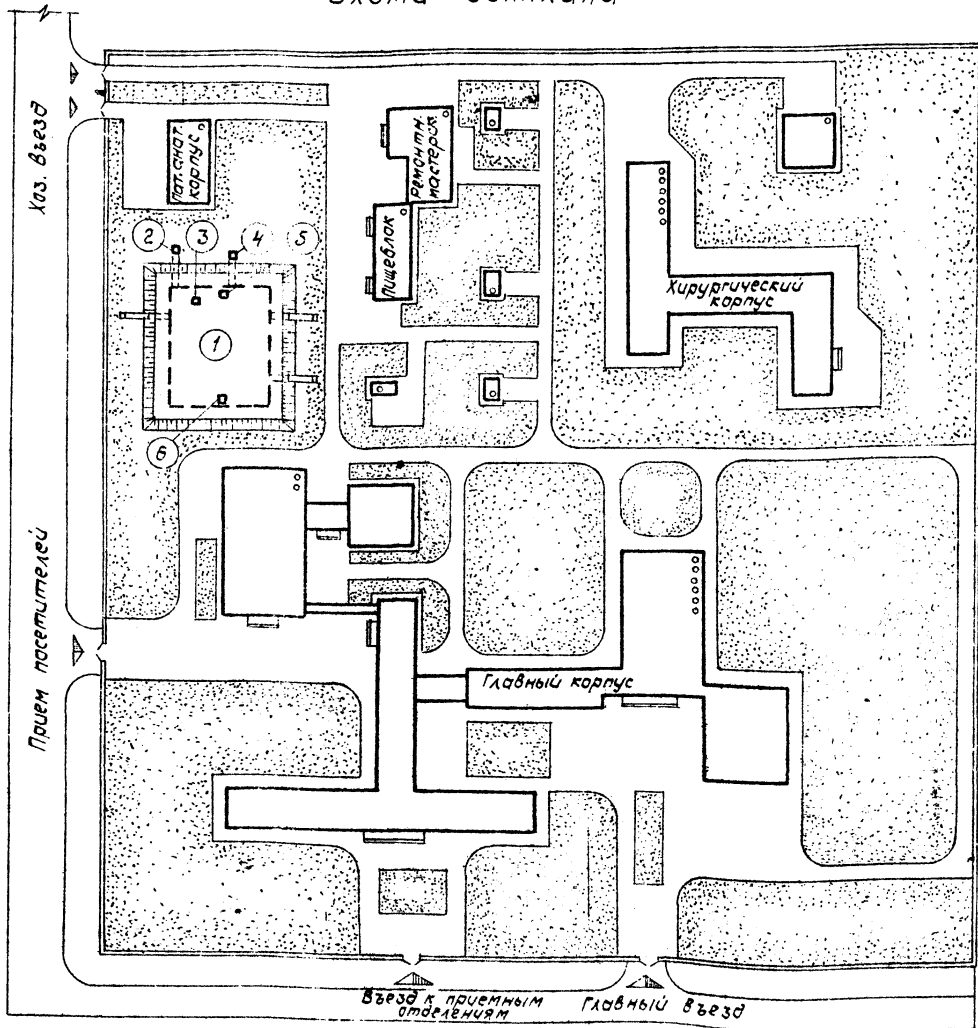 Схема генплана
Хоз. въезд
Пат.анат.
корпус
Ремонтн.
мастерск.
Пищеблок
2
3
4
5
1
6
Хирургический
корпус
Прием посетителей
Главный корпус
Въезд к приемным
отделениям
Главный въезд